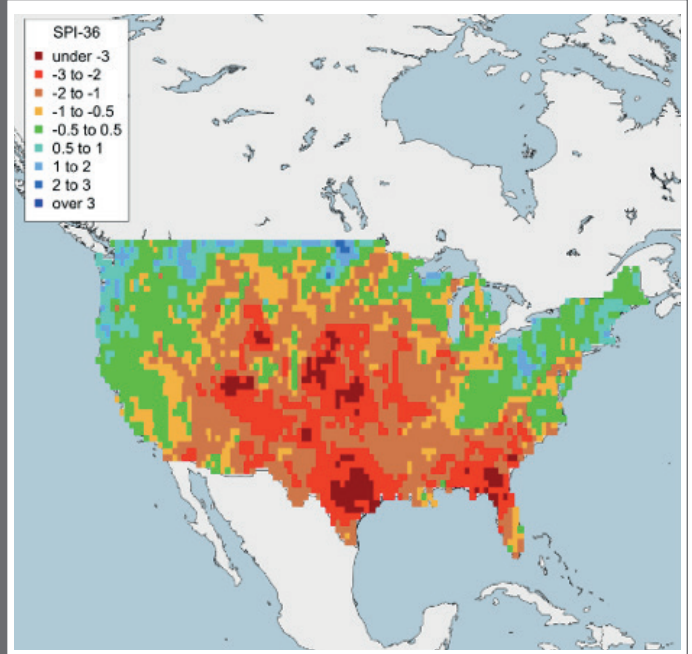 SPI-36
under -3
-3 to -2
-2 to -1
-1 to -0.5
-0.5 to 0.5
0.5 to 1
1 to 2
2 to 3
over 3